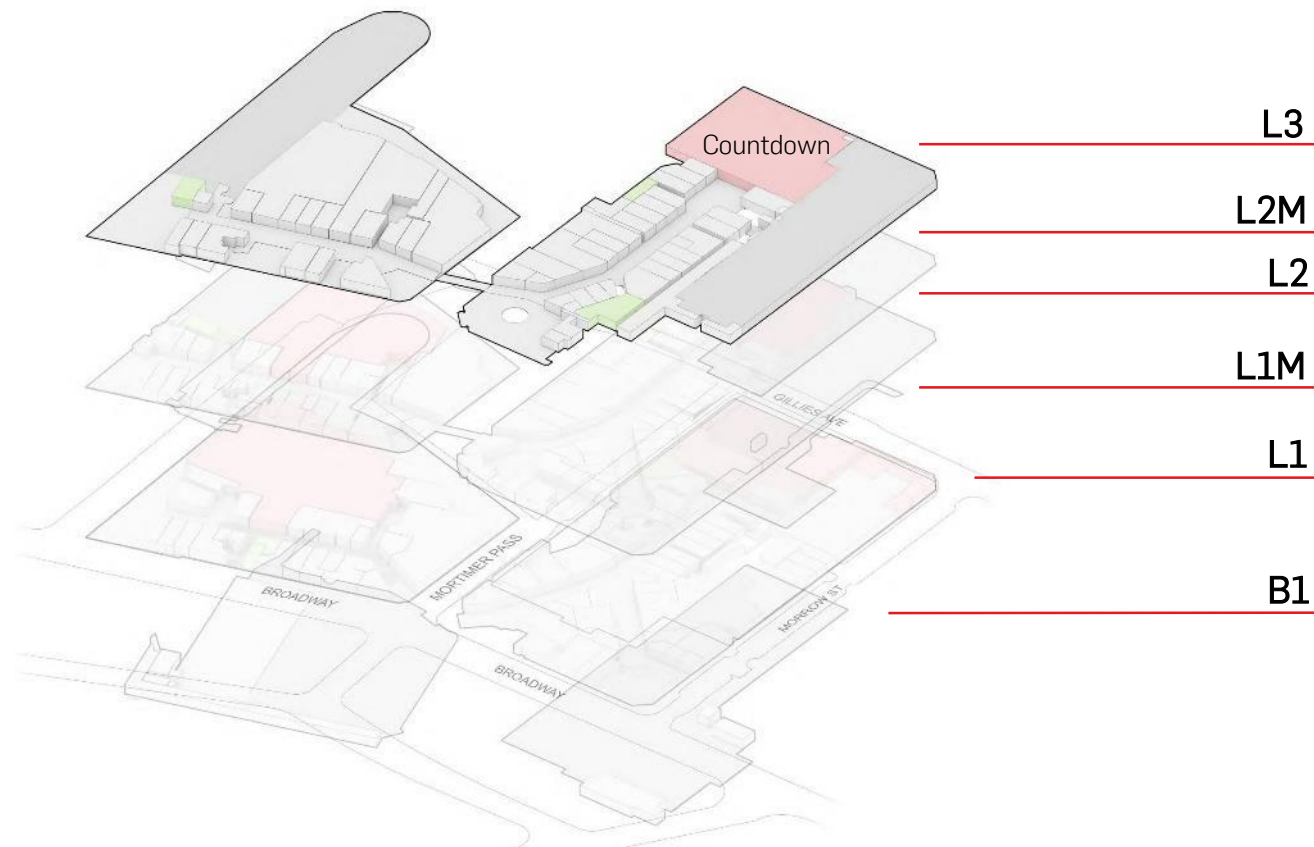 Countdown
L3
L2M
L2
L1M
GILLIES AVE
L1
MORTIMER PASS
BROADWAY
B1
MORROW ST
BROADWAY